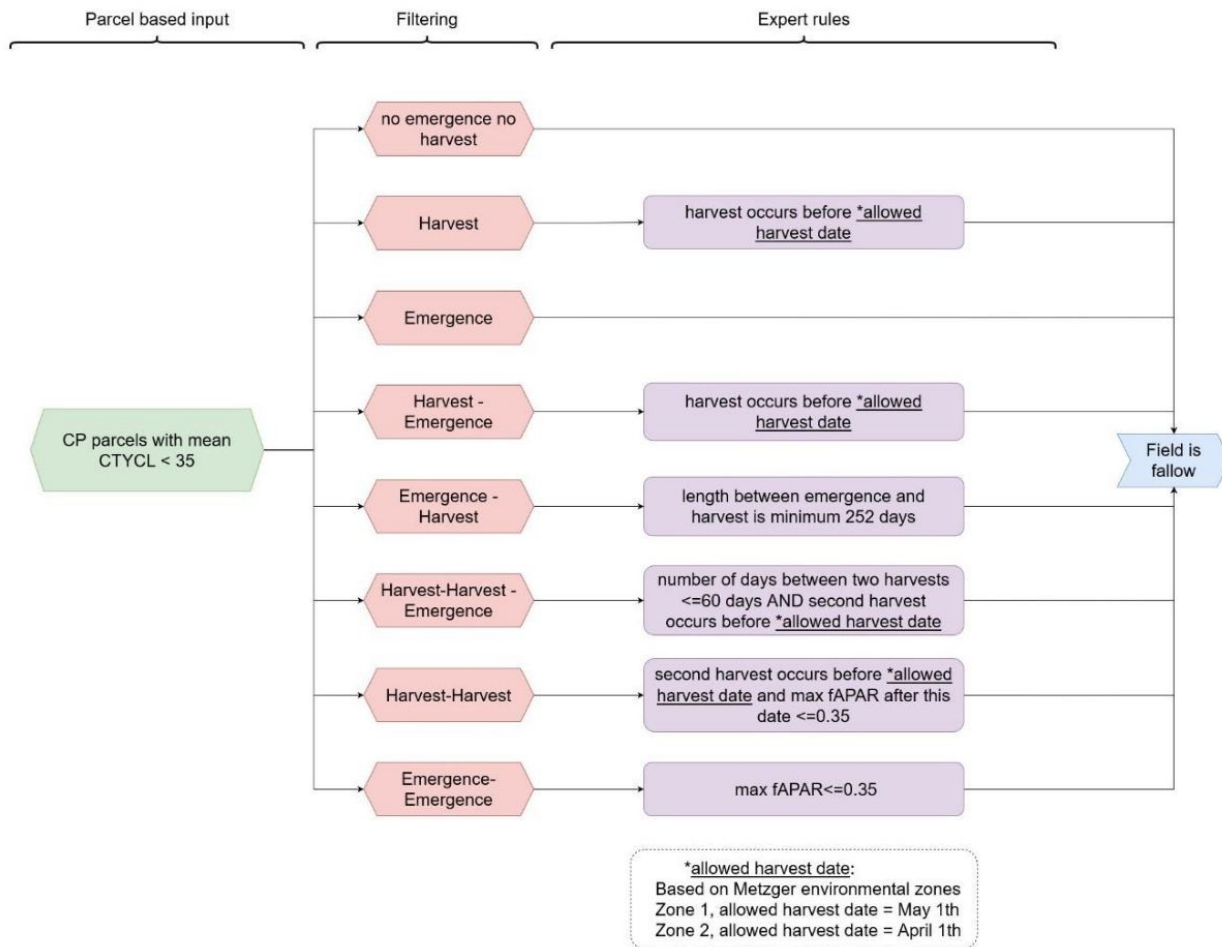 Parcel based input
Filtering
Expert rules
no emergence no
harvest
Harvest
harvest occurs before *allowed
harvest date
Emergence
Harvest -
Emergence
harvest occurs before *allowed
harvest date
CP parcels with mean
CTYCL < 35
Field is
fallow
Emergence -
Harvest
length between emergence and
harvest is minimum 252 days
Harvest-Harvest -
Emergence
number of days between two harvests
<=60 days AND second harvest
occurs before *allowed harvest date
Harvest-Harvest
second harvest occurs before *allowed
harvest date and max fAPAR after this
date <=0.35
Emergence-
Emergence
max fAPAR<=0.35
*allowed harvest date:
Based on Metzger environmental zones
Zone 1, allowed harvest date = May 1th
Zone 2, allowed harvest date = April 1th